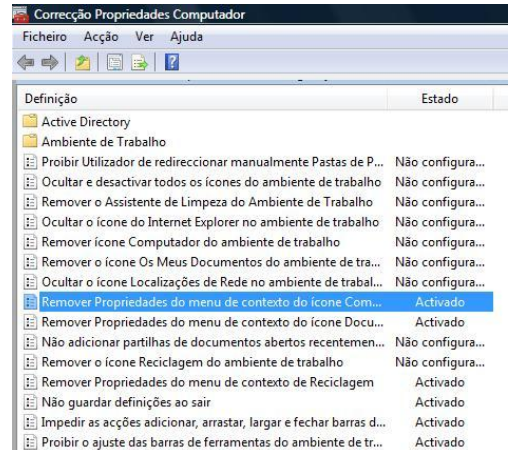 Correcção Propriedades Computador
Ficheiro Acção Ver Ajuda
Definição Estado
Active Directory
Ambiente de Trabalho
Proibir Utilizador de redireccionar manualmente Pastas de P... Não configura...
Ocultar e desactivar todos os ícones do ambiente de trabalho Não configura...
Remover o Assistente de Limpeza do Ambiente de Trabalho Não configura...
Ocultar o ícone do Internet Explorer no ambiente de trabalho Não configura...
Remover ícone Computador do ambiente de trabalho Não configura...
Remover o ícone Os Meus Documentos do ambiente de tra... Não configura...
Ocultar o ícone Localizações de Rede no ambiente de trabal... Não configura...
Remover Propriedades do menu de contexto do ícone Com... Activado
Remover Propriedades do menu de contexto do ícone Docu... Activado
Não adicionar partilhas de documentos abertos recentemen... Não configura...
Remover o ícone Reciclagem do ambiente de trabalho Não configura...
Remover Propriedades do menu de contexto de Reciclagem Activado
Não guardar definições ao sair Activado
Impedir as acções adicionar, arrastar, largar e fechar barras d... Activado
Proibir o ajuste das barras de ferramentas do ambiente de tr... Activado